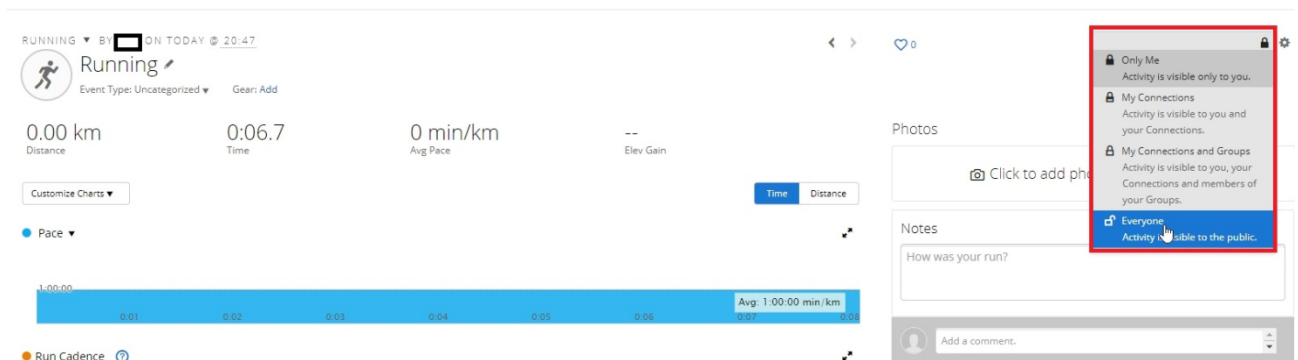 RUNNING ▼ BY ON TODAY @ 20:47
Running
Event Type: Uncategorized ▼ Gear: Add
0.00 km 0:06.7 0 min/km --
Distance Time Avg Pace Elev Gain
Customize Charts ▼ Time Distance
Pace ▼
1:00:00
Avg: 1:00:00 min/km
0:01 0:02 0:03 0:04 0:05 0:06 0:07 0:08
Run Cadence ?
0
Only Me
Activity is visible only to you.
My Connections
Activity is visible to you and
your Connections.
My Connections and Groups
Activity is visible to you, your
Connections and members of
your Groups.
Everyone
Activity is visible to the public.
Photos
Click to add
Notes
How was your run?
Add a comment.